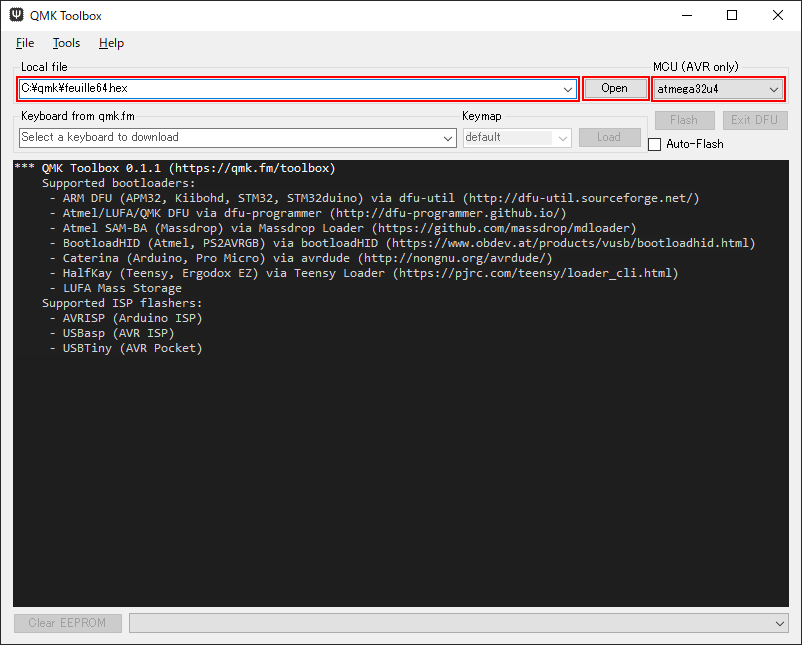 QMK Toolbox
File Tools Help
Local file MCU (AVR only)
C:¥qmk¥feuille64.hex Open atmega32u4
Keyboard from qmk.fm Keymap Flash Exit DFU
Select a keyboard to download default Load Auto-Flash
*** QMK Toolbox 0.1.1 (https://qmk.fm/toolbox)
Supported bootloaders:
- ARM DFU (APM32, Kiibohd, STM32, STM32duino) via dfu-util (http://dfu-util.sourceforge.net/)
- Atmel/LUFA/QMK DFU via dfu-programmer (http://dfu-programmer.github.io/)
- Atmel SAM-BA (Massdrop) via Massdrop Loader (https://github.com/massdrop/mdloader)
- BootloadHID (Atmel, PS2AVRGB) via bootloadHID (https://www.obdev.at/products/vusb/bootloadhid.html)
- Caterina (Arduino, Pro Micro) via avrdude (http://nongnu.org/avrdude/)
- HalfKay (Teensy, Ergodox EZ) via Teensy Loader (https://pjrc.com/teensy/loader_cli.html)
- LUFA Mass Storage
Supported ISP flashers:
- AVRISP (Arduino ISP)
- USBasp (AVR ISP)
- USBTiny (AVR Pocket)
Clear EEPROM